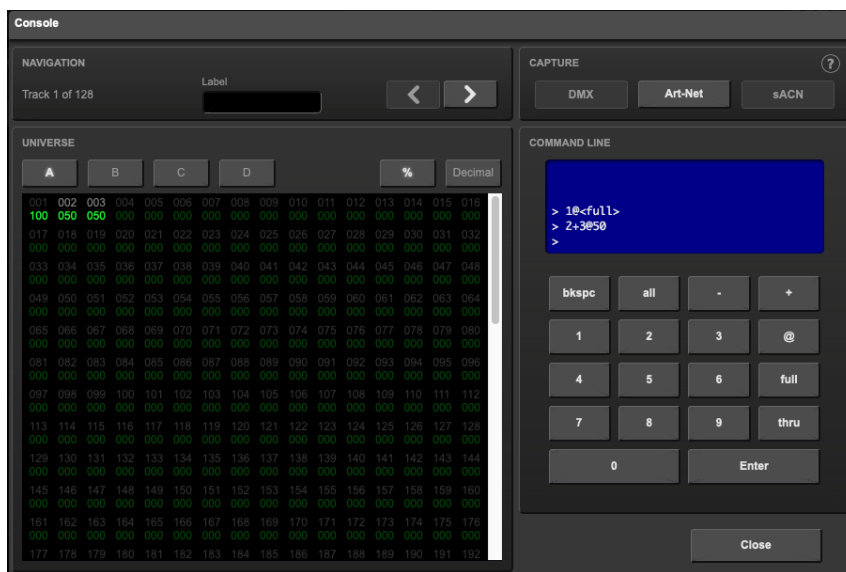 Console
NAVIGATION
Track 1 of 128
Label
CAPTURE
?
DMX Art-Net sACN
UNIVERSE
A B C D % Decimal
001 002 003 004 005 006 007 008 009 010 011 012 013 014 015 016
100 050 050 000 000 000 000 000 000 000 000 000 000 000 000 000
017 018 019 020 021 022 023 024 025 026 027 028 029 030 031 032
000 000 000 000 000 000 000 000 000 000 000 000 000 000 000 000
033 034 035 036 037 038 039 040 041 042 043 044 045 046 047 048
000 000 000 000 000 000 000 000 000 000 000 000 000 000 000 000
049 050 051 052 053 054 055 056 057 058 059 060 061 062 063 064
000 000 000 000 000 000 000 000 000 000 000 000 000 000 000 000
065 066 067 068 069 070 071 072 073 074 075 076 077 078 079 080
000 000 000 000 000 000 000 000 000 000 000 000 000 000 000 000
081 082 083 084 085 086 087 088 089 090 091 092 093 094 095 096
000 000 000 000 000 000 000 000 000 000 000 000 000 000 000 000
097 098 099 100 101 102 103 104 105 106 107 108 109 110 111 112
000 000 000 000 000 000 000 000 000 000 000 000 000 000 000 000
113 114 115 116 117 118 119 120 121 122 123 124 125 126 127 128
000 000 000 000 000 000 000 000 000 000 000 000 000 000 000 000
129 130 131 132 133 134 135 136 137 138 139 140 141 142 143 144
000 000 000 000 000 000 000 000 000 000 000 000 000 000 000 000
145 146 147 148 149 150 151 152 153 154 155 156 157 158 159 160
000 000 000 000 000 000 000 000 000 000 000 000 000 000 000 000
161 162 163 164 165 166 167 168 169 170 171 172 173 174 175 176
000 000 000 000 000 000 000 000 000 000 000 000 000 000 000 000
177 178 179 180 181 182 183 184 185 186 187 188 189 190 191 192
COMMAND LINE
> 1@<full>
> 2+3@50
>
bkspc all - +
1 2 3 @
4 5 6 full
7 8 9 thru
0 Enter
Close